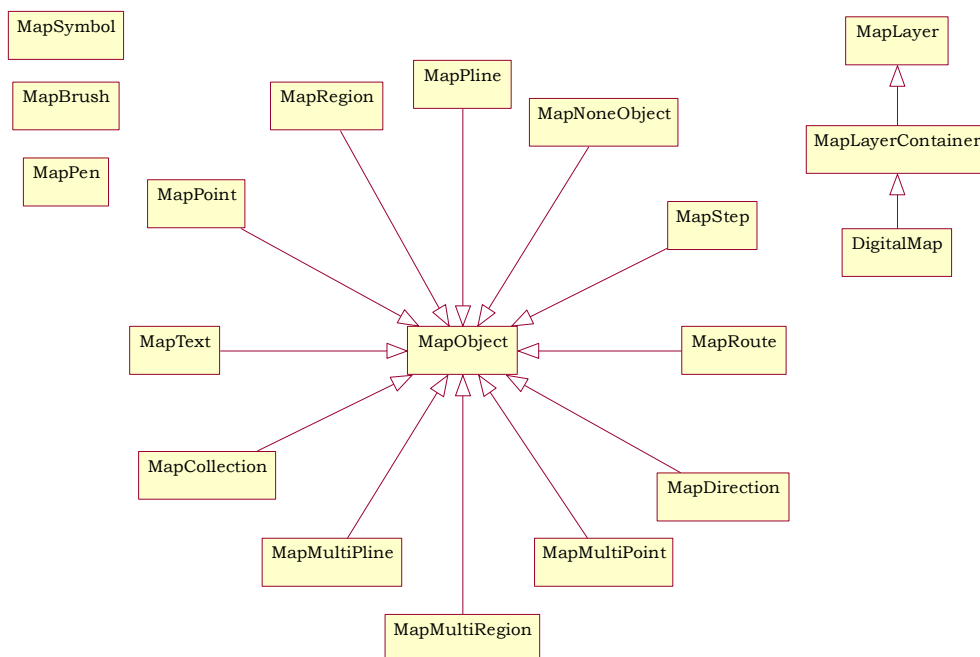 MapSymbol
MapLayer
MapPline
MapBrush
MapRegion
MapNoneObject
MapLayerContainer
MapPen
MapPoint
MapStep
DigitalMap
MapText
MapObject
MapRoute
MapCollection
MapDirection
MapMultiPline
MapMultiPoint
MapMultiRegion